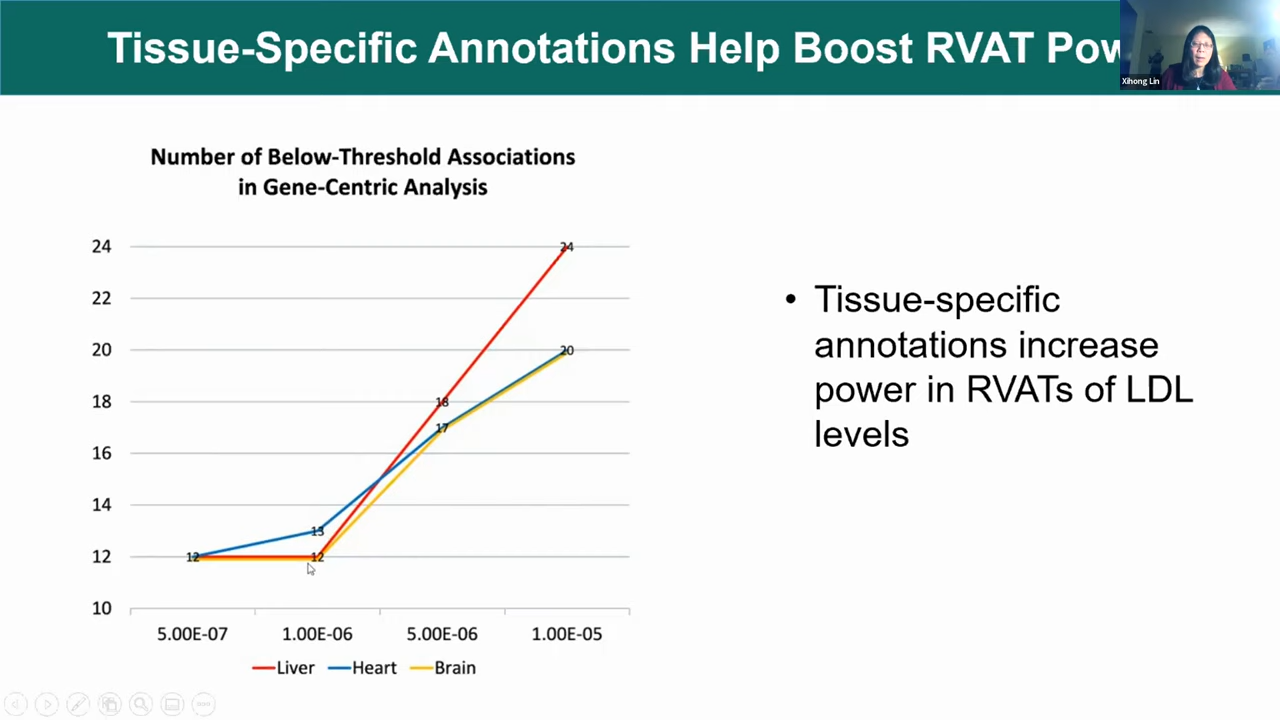 Tissue-Specific Annotations Help Boost RVAT Pow
Xihong Lin
Number of Below-Threshold Associations
in Gene-Centric Analysis
24
22
20
18
16
14
12
10
24
20
18
17
13
12
12
5.00E-07
1.00E-06
5.00E-06
1.00E-05
Liver
Heart
Brain
• Tissue-specific
annotations increase
power in RVATs of LDL
levels